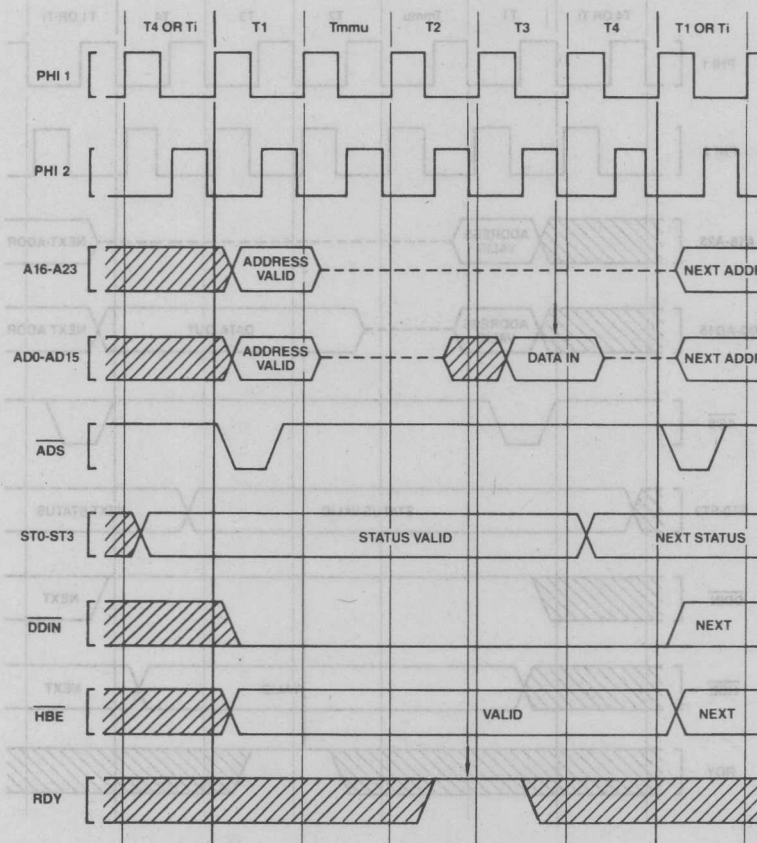 T4 OR Ti T1 Tmmu T2 T3 T4 T1 OR Ti
PHI 1
PHI 2
A16-A23 ADDRESS VALID NEXT ADDR
AD0-AD15 ADDRESS VALID DATA IN NEXT ADDR
ADS
ST0-ST3 STATUS VALID NEXT STATUS
DDIN NEXT
HBE VALID NEXT
RDY